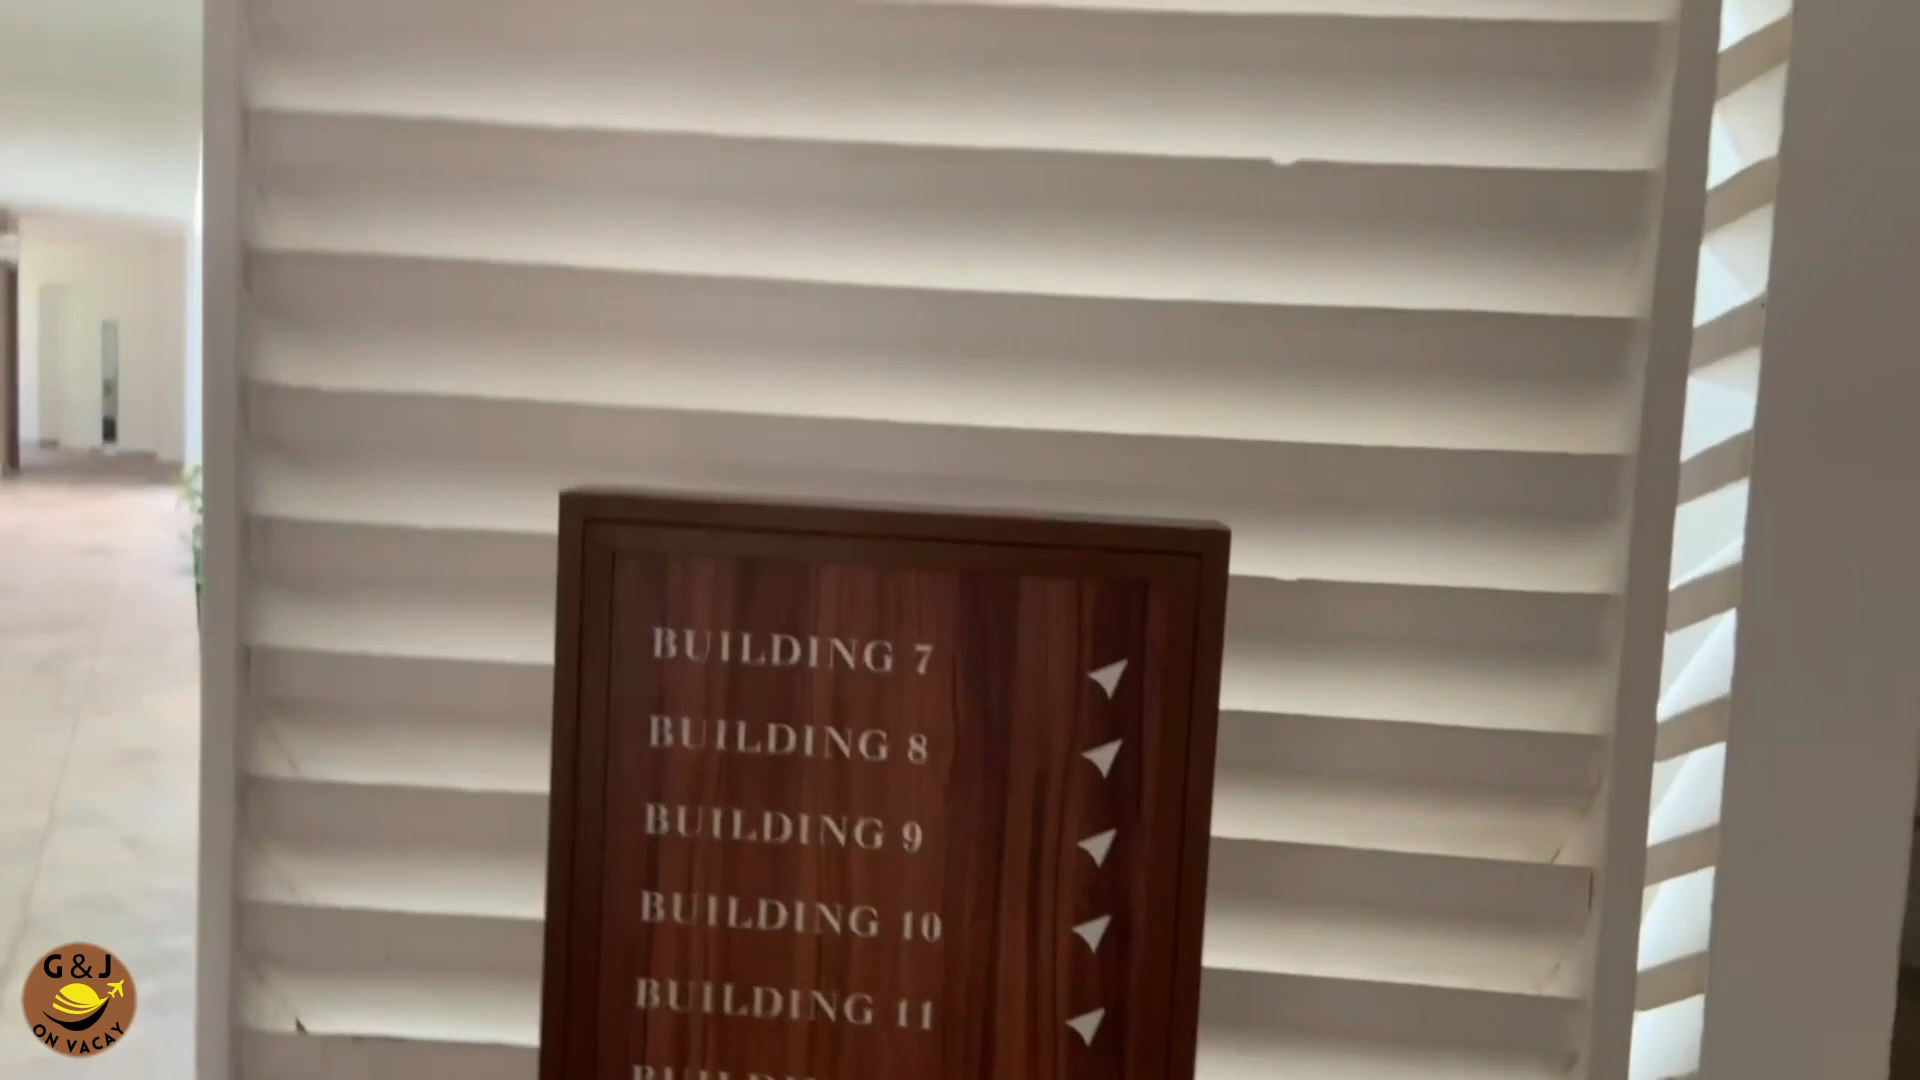 BUILDING 7
BUILDING 8
BUILDING 9
BUILDING 10
BUILDING 11
G & J
ON VACAY